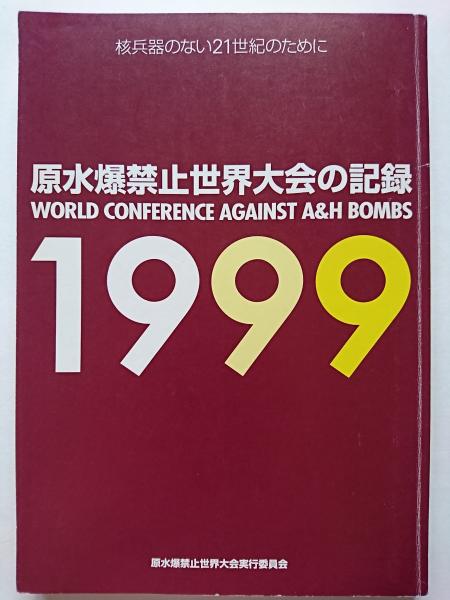 核兵器のない21世紀のために
原水爆禁止世界大会の記録
WORLD CONFERENCE AGAINST A&H BOMBS
1999
原水爆禁止世界大会実行委員会